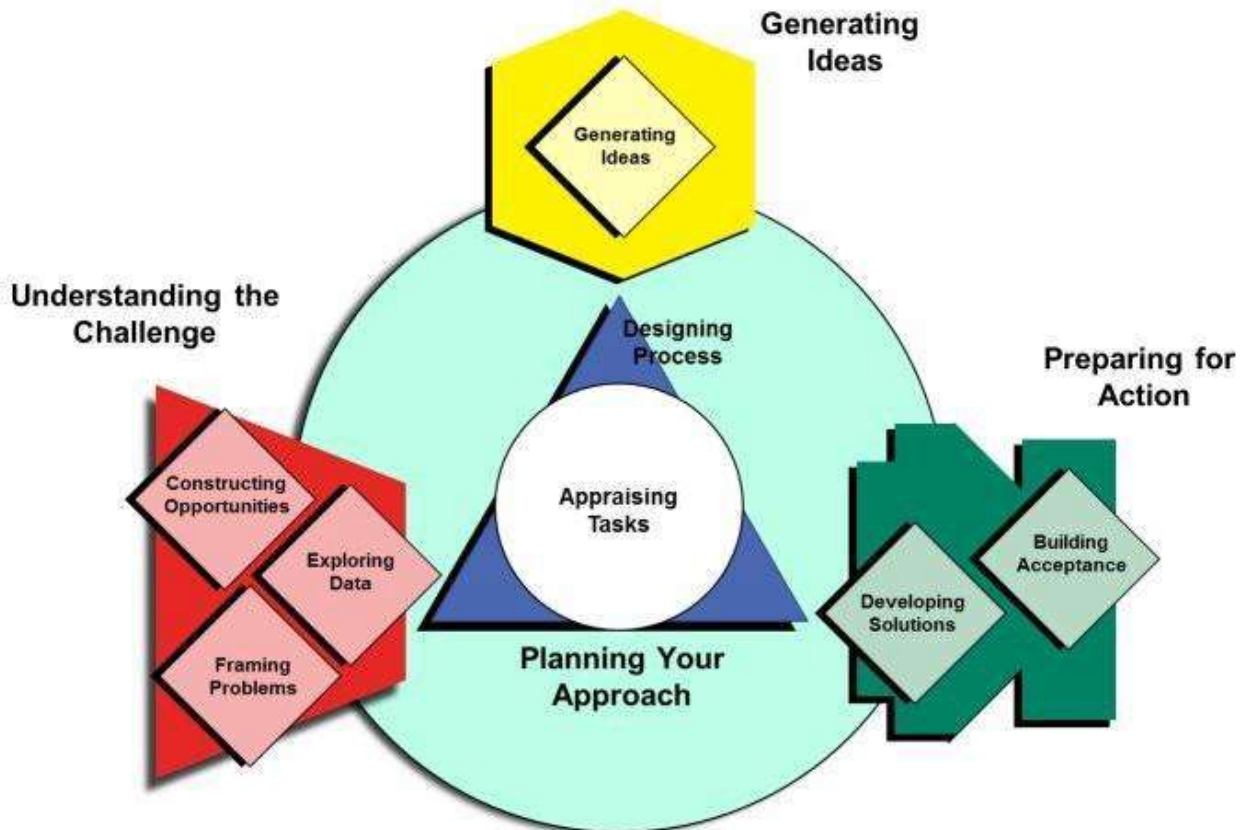 Generating
Ideas
Generating
Ideas
Understanding the
Challenge
Constructing
Opportunities
Exploring
Data
Framing
Problems
Designing
Process
Appraising
Tasks
Planning Your
Approach
Preparing for
Action
Building
Acceptance
Developing
Solutions